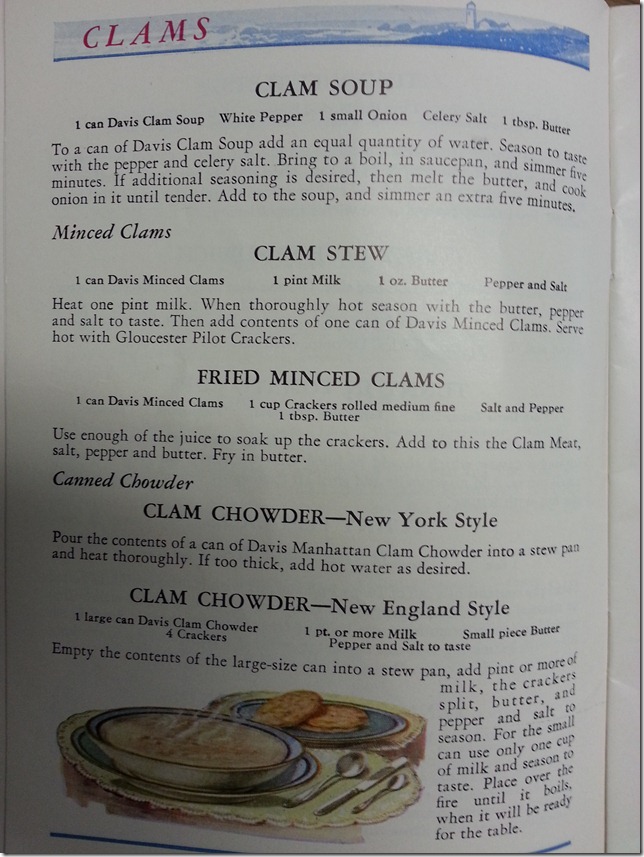 CLAMS
CLAM SOUP
1 can Davis Clam Soup White Pepper 1 small Onion Celery Salt 1 tbsp. Butter
To a can of Davis Clam Soup add an equal quantity of water. Season to taste
with the pepper and celery salt. Bring to a boil, in saucepan, and simmer five
minutes. If additional seasoning is desired, then melt the butter, and cook
onion in it until tender. Add to the soup, and simmer an extra five minutes.
Minced Clams
CLAM STEW
1 can Davis Minced Clams 1 pint Milk 1 oz. Butter Pepper and Salt
Heat one pint milk. When thoroughly hot season with the butter, pepper
and salt to taste. Then add contents of one can of Davis Minced Clams. Serve
hot with Gloucester Pilot Crackers.
FRIED MINCED CLAMS
1 can Davis Minced Clams 1 cup Crackers rolled medium fine Salt and Pepper
1 tbsp. Butter
Use enough of the juice to soak up the crackers. Add to this the Clam Meat,
salt, pepper and butter. Fry in butter.
Canned Chowder
CLAM CHOWDER—New York Style
Pour the contents of a can of Davis Manhattan Clam Chowder into a stew pan
and heat thoroughly. If too thick, add hot water as desired.
CLAM CHOWDER—New England Style
1 large can Davis Clam Chowder 1 pt. or more Milk Small piece Butter
4 Crackers Pepper and Salt to taste
Empty the contents of the large-size can into a stew pan, add pint or more of
milk, the crackers
split, butter, and
pepper and salt to
season. For the small
can use only one cup
of milk and season to
taste. Place over the
fire until it boils,
when it will be ready
for the table.